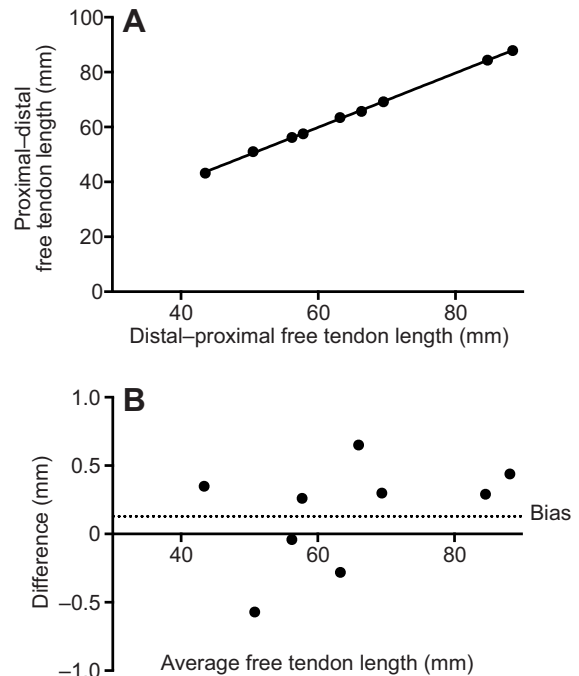 A
100
80
60
40
20
0
Proximal–distal
free tendon length (mm)
40 60 80
Distal–proximal free tendon length (mm)
B
1.0
0.5
0
–0.5
–1.0
Difference (mm)
Bias
40 60 80
Average free tendon length (mm)